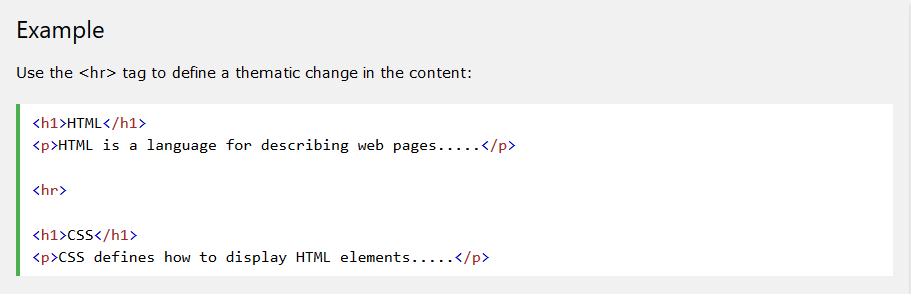 Example
Use the <hr> tag to define a thematic change in the content:
<h1>HTML</h1>
<p>HTML is a language for describing web pages.....</p>
<hr>
<h1>CSS</h1>
<p>CSS defines how to display HTML elements.....</p>